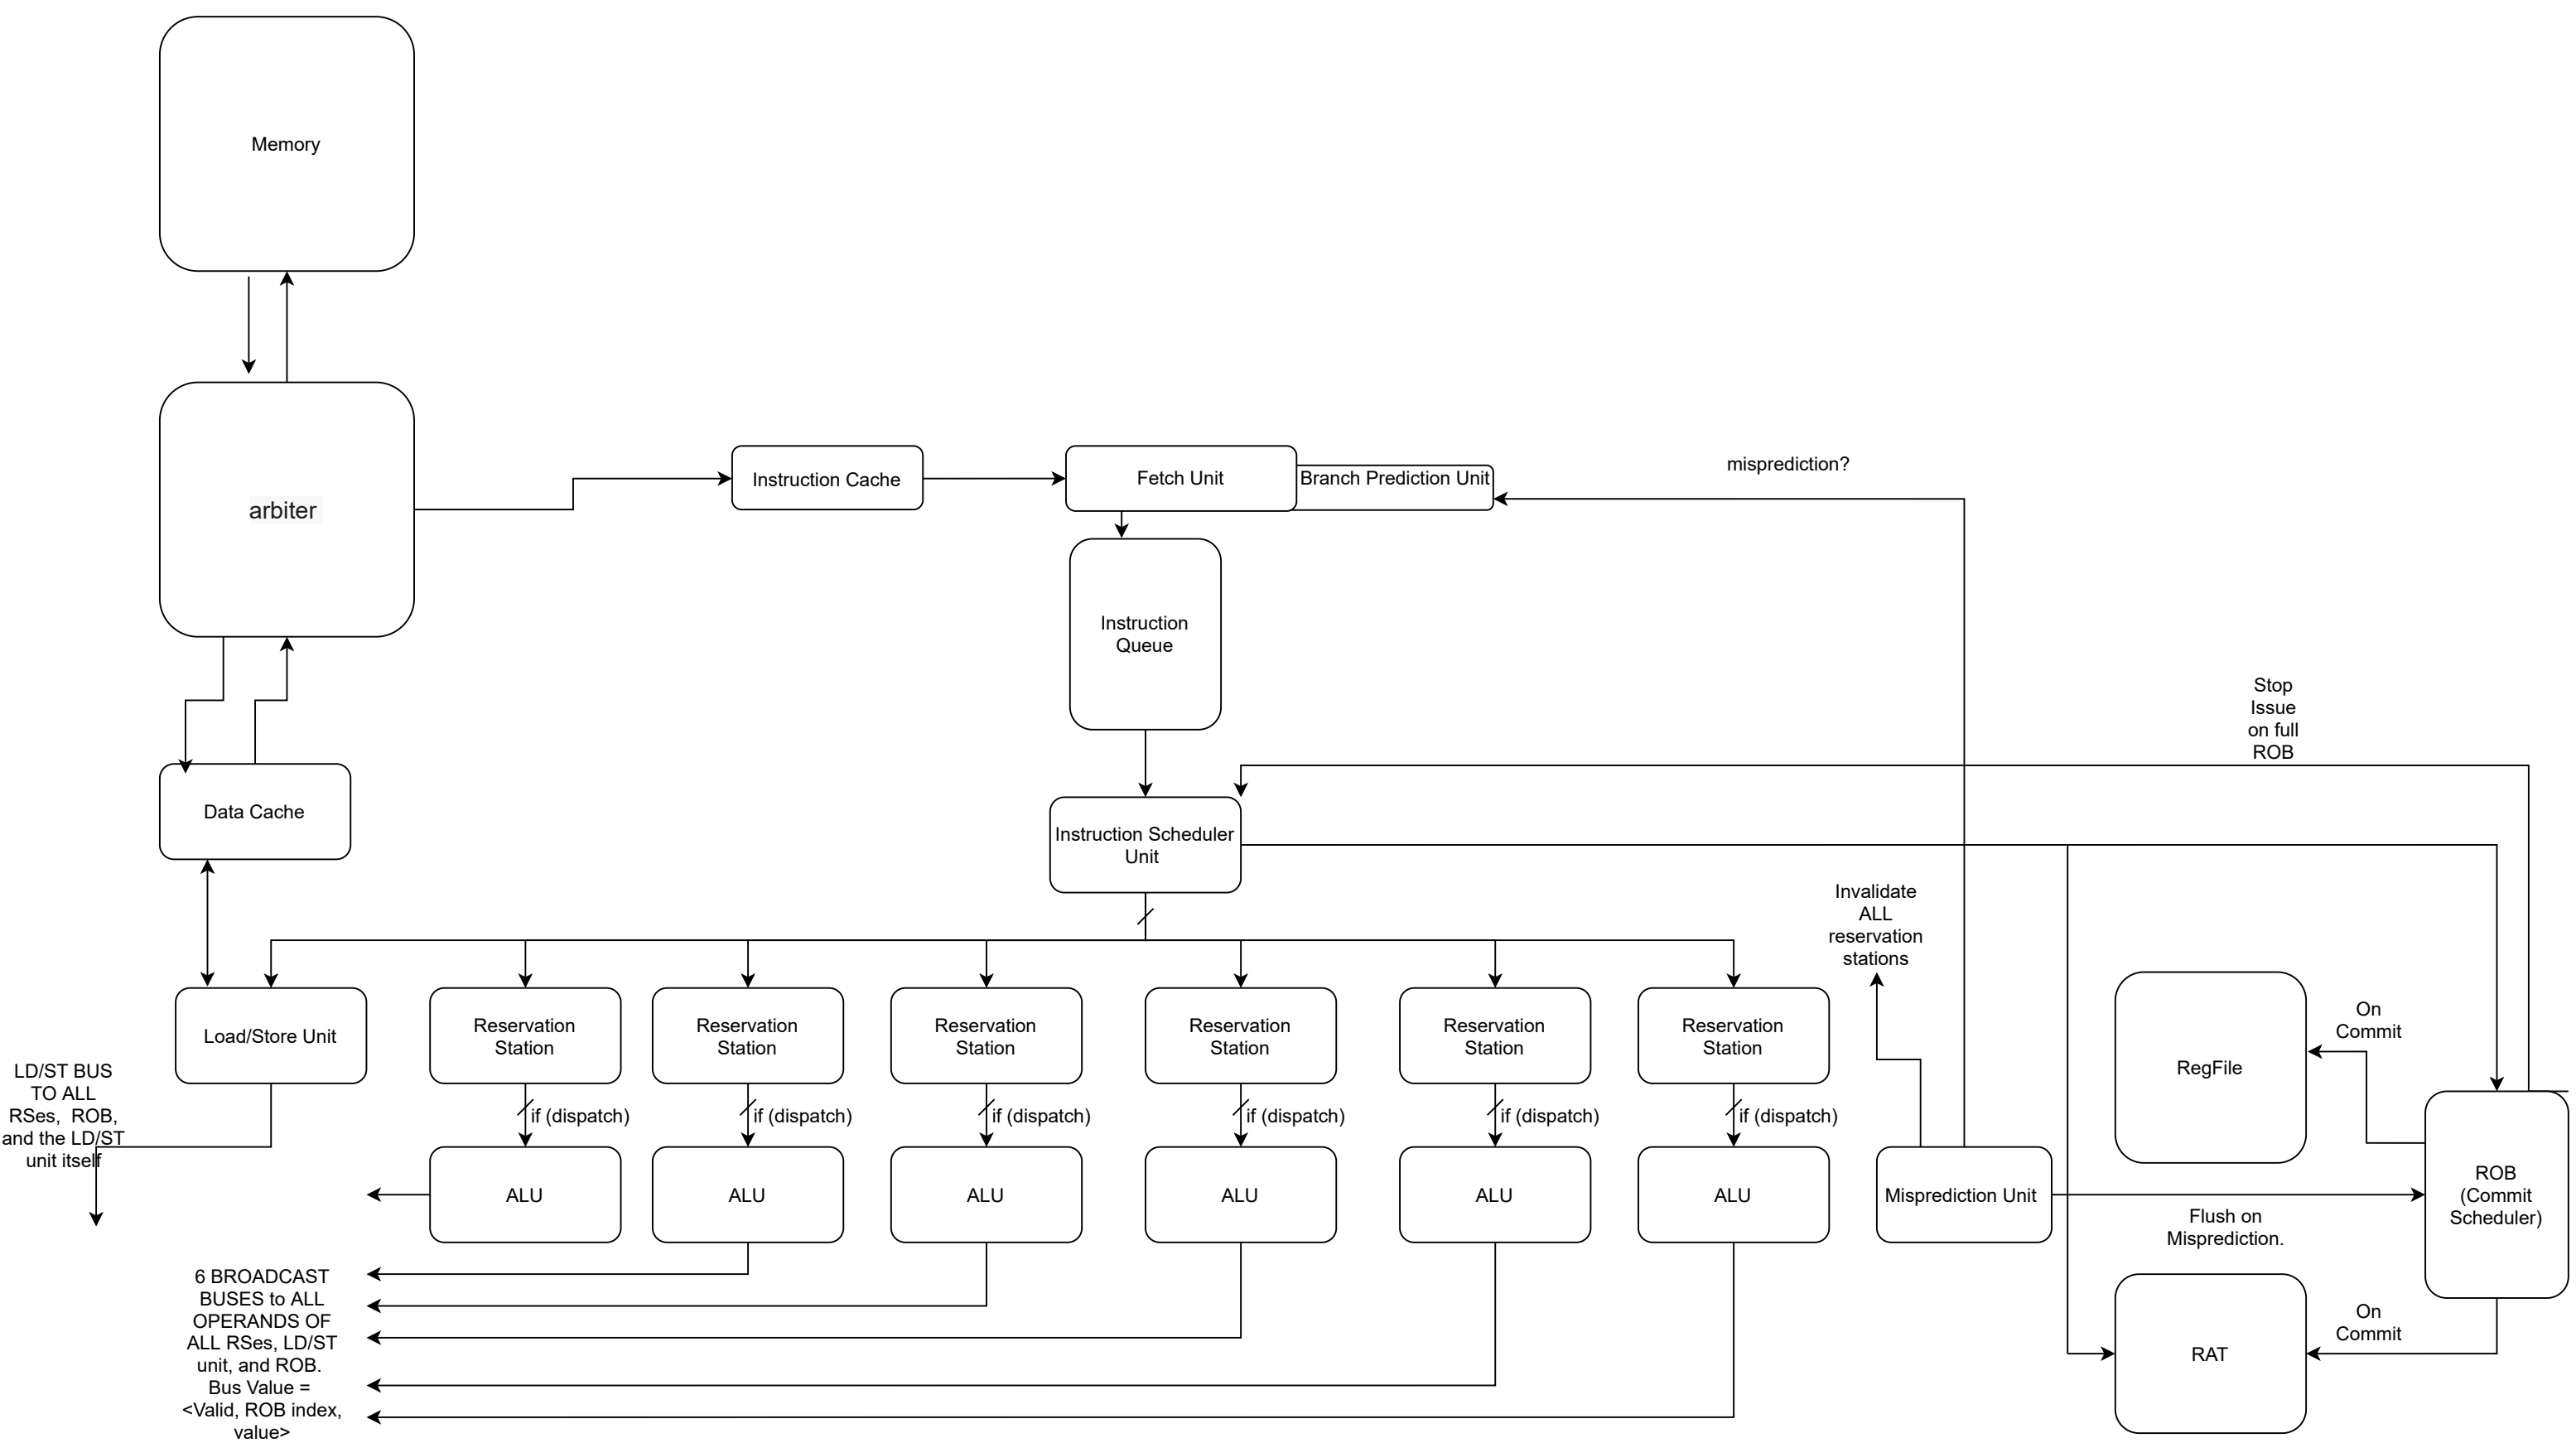 Memory
arbiter
Instruction Cache
Fetch Unit
Branch Prediction Unit
misprediction?
Instruction
Queue
Stop
Issue
on full
ROB
Data Cache
Instruction Scheduler
Unit
Invalidate
ALL
reservation
stations
Load/Store Unit
Reservation
Station
Reservation
Station
Reservation
Station
Reservation
Station
Reservation
Station
Reservation
Station
RegFile
On
Commit
LD/ST BUS
TO ALL
RSes, ROB,
and the LD/ST
unit itself
if (dispatch)
if (dispatch)
if (dispatch)
if (dispatch)
if (dispatch)
if (dispatch)
ALU
ALU
ALU
ALU
ALU
ALU
Misprediction Unit
ROB
(Commit
Scheduler)
Flush on
Misprediction.
6 BROADCAST
BUSES to ALL
OPERANDS OF
ALL RSes, LD/ST
unit, and ROB.
Bus Value =
<Valid, ROB index,
value>
RAT
On
Commit